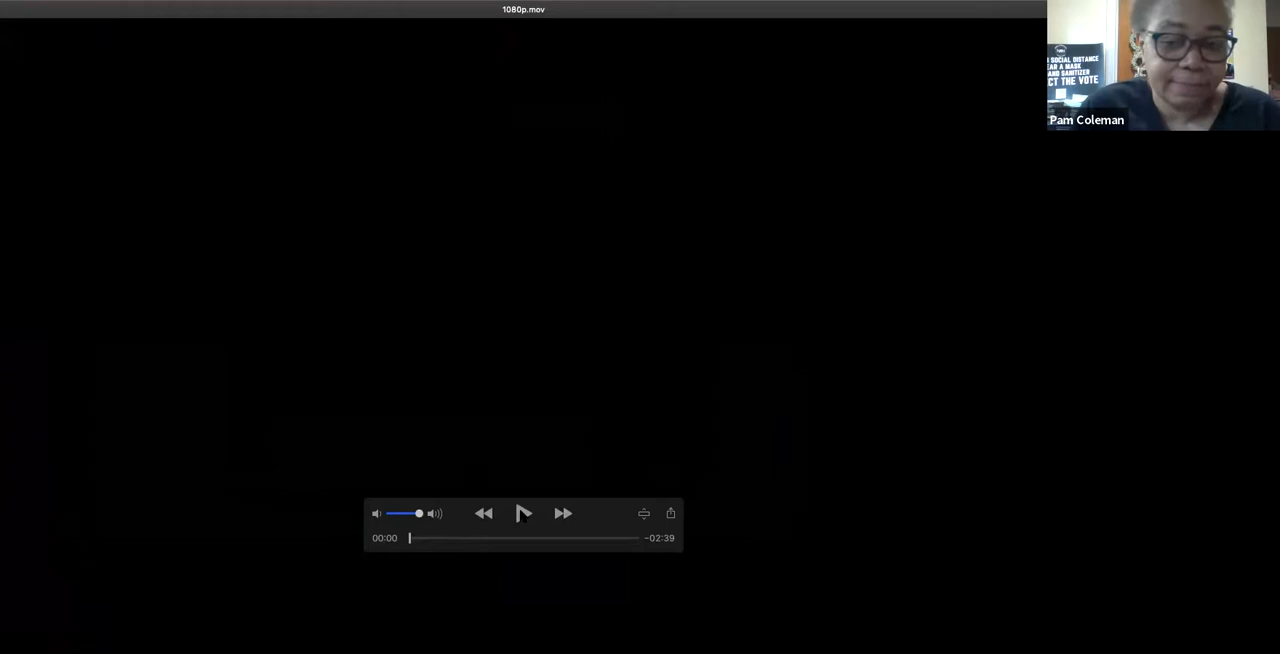 1080p.mov
SOCIAL DISTANCE
EAR A MASK
AND SANITIZER
CT THE VOTE
Pam Coleman
00:00
-02:39